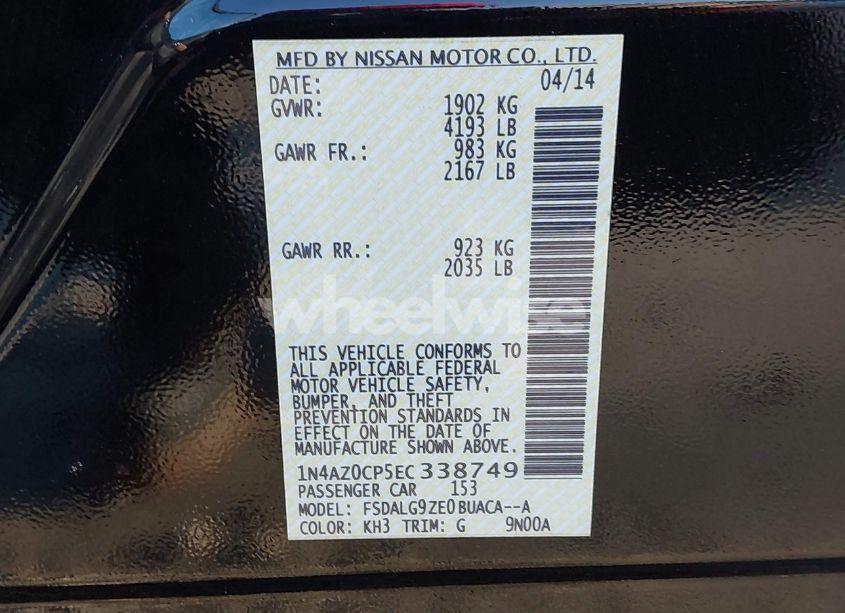 MFD BY NISSAN MOTOR CO., LTD.
DATE: 04/14
GVWR: 1902 KG
4193 LB
GAWR FR.: 983 KG
2167 LB
GAWR RR.: 923 KG
2035 LB
wheelwise
THIS VEHICLE CONFORMS TO
ALL APPLICABLE FEDERAL
MOTOR VEHICLE SAFETY,
BUMPER, AND THEFT
PREVENTION STANDARDS IN
EFFECT ON THE DATE OF
MANUFACTURE SHOWN ABOVE.
1N4AZ0CP5EC338749
PASSENGER CAR 153
MODEL: FSDALG9ZE0BUACA--A
COLOR: KH3 TRIM: G 9N00A